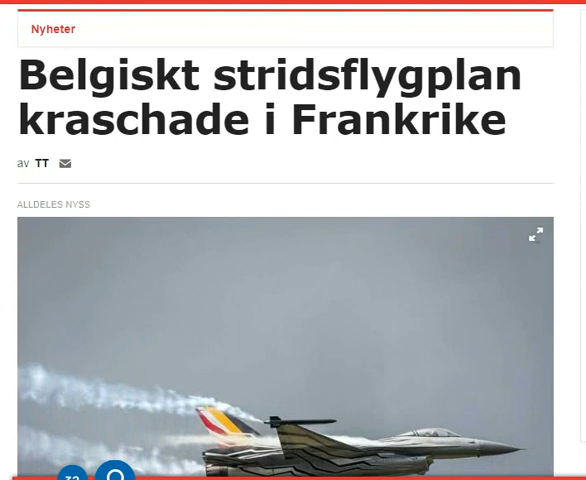 Nyheter
Belgiskt stridsflygplan
kraschade i Frankrike
av TT
ALLDELES NYSS